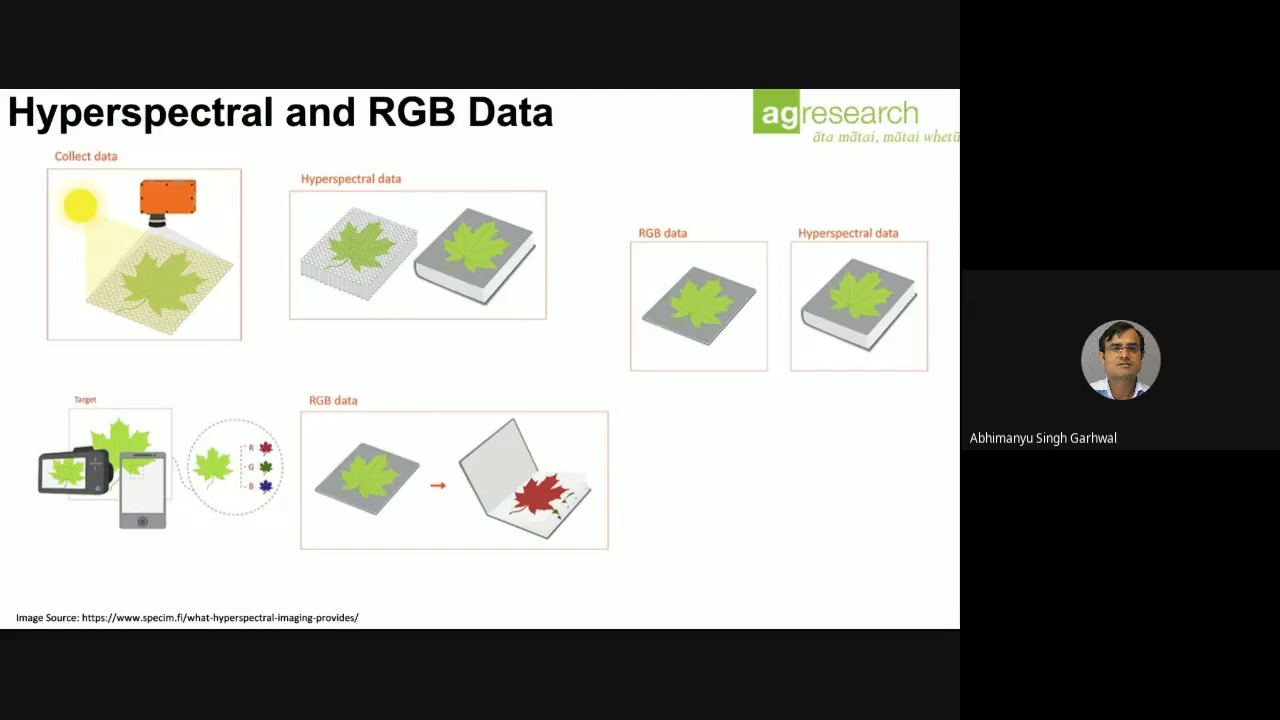 Hyperspectral and RGB Data
agresearch
āta mātai, mātai whetū
Collect data
Hyperspectral data
RGB data
Hyperspectral data
Target
R
G
B
RGB data
Image Source: https://www.specim.fi/what-hyperspectral-imaging-provides/
Abhimanyu Singh Garhwal